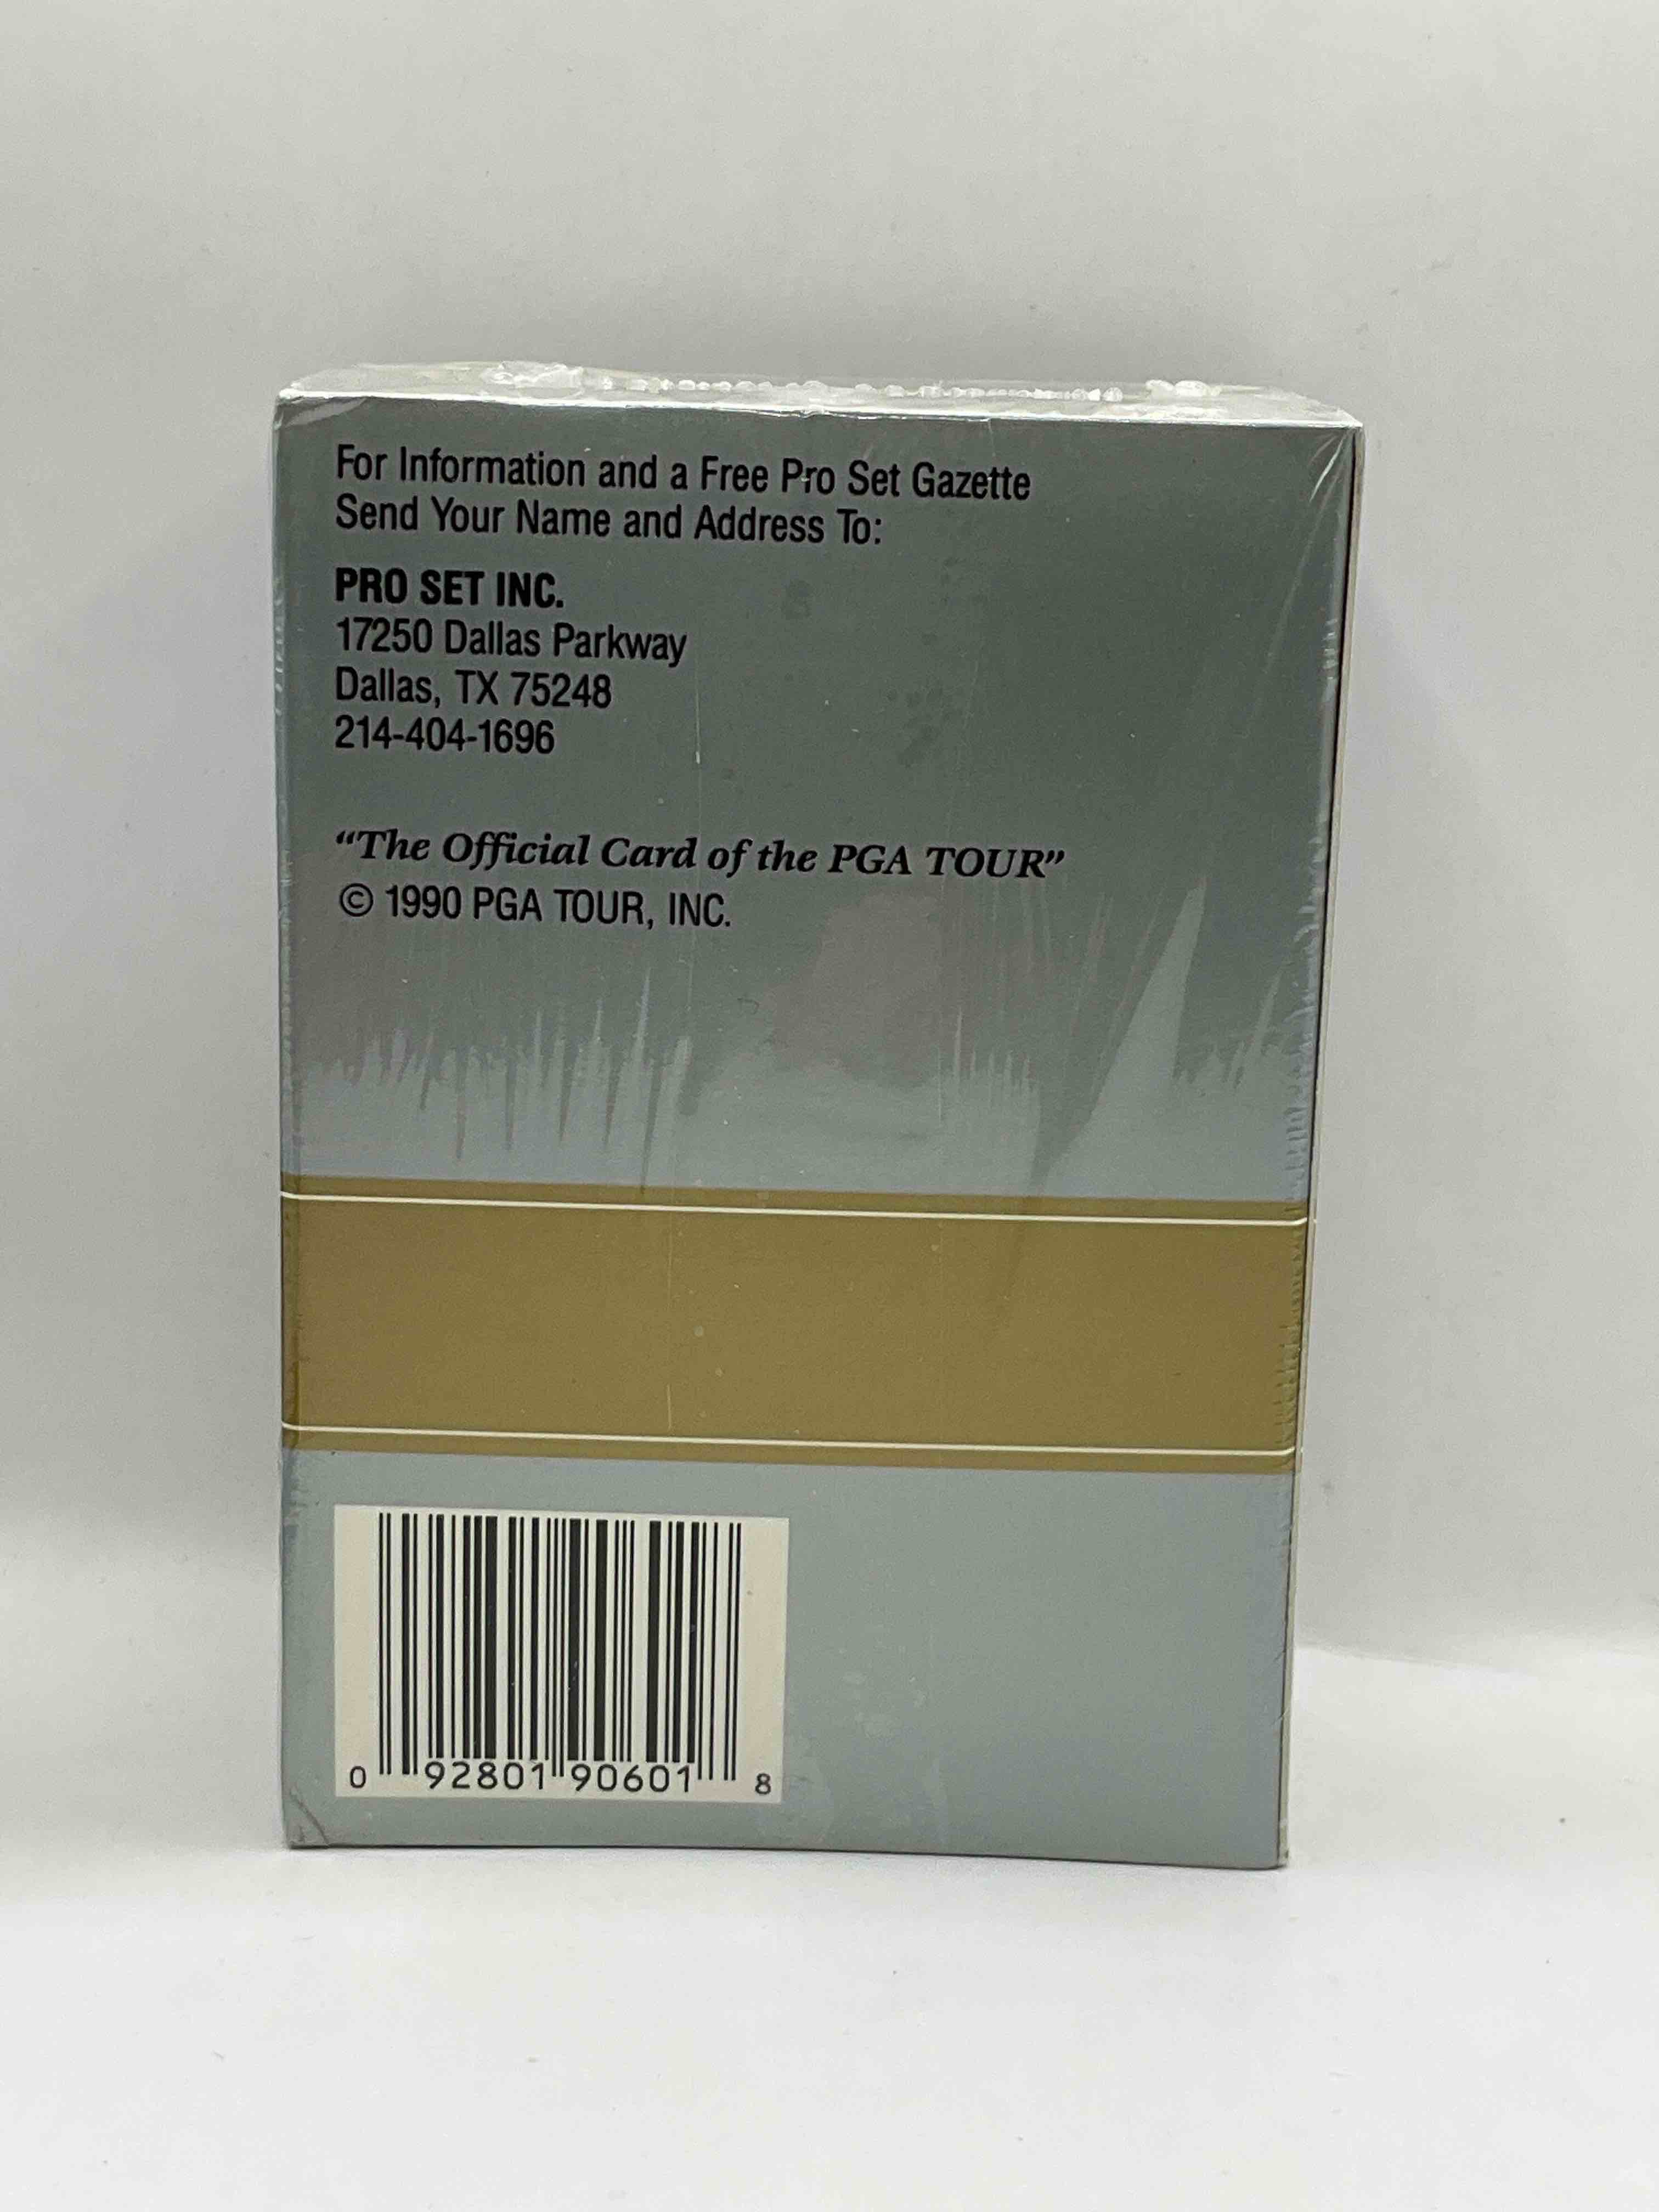 For Information and a Free Pro Set Gazette
Send Your Name and Address To:
PRO SET INC.
17250 Dallas Parkway
Dallas, TX 75248
214-404-1696
“The Official Card of the PGA TOUR”
© 1990 PGA TOUR, INC.
0 92801 90601 8